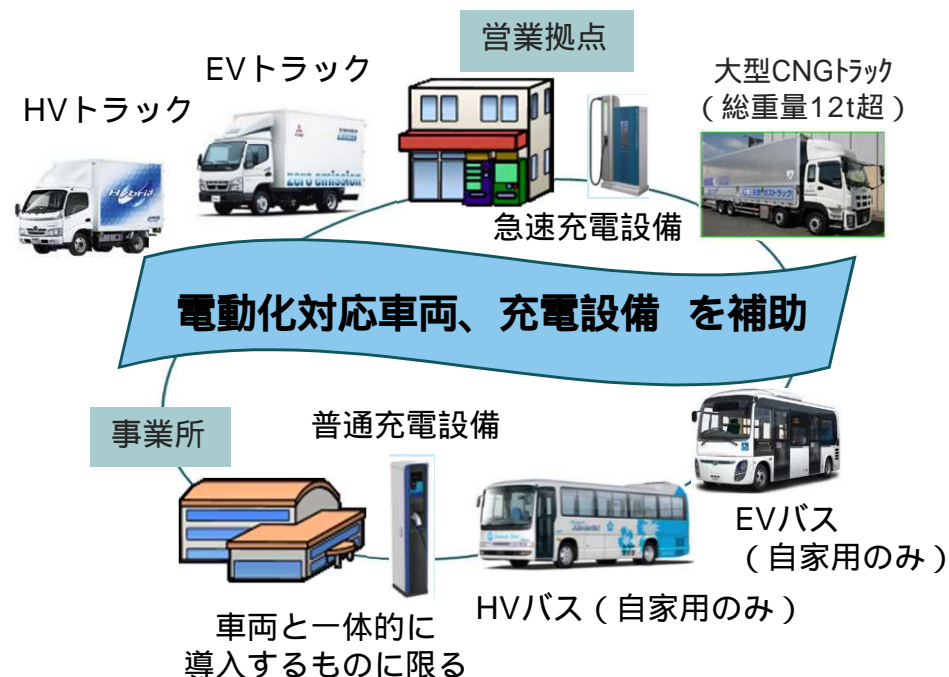 営業拠点
EVトラック
HVトラック
大型CNGﾄﾗｯｸ
（総重量12t超）
Hybrid
zero emission
急速充電設備
電動化対応車両、充電設備 を補助
事業所
普通充電設備
EVバス
（自家用のみ）
HVバス（自家用のみ）
車両と一体的に
導入するものに限る